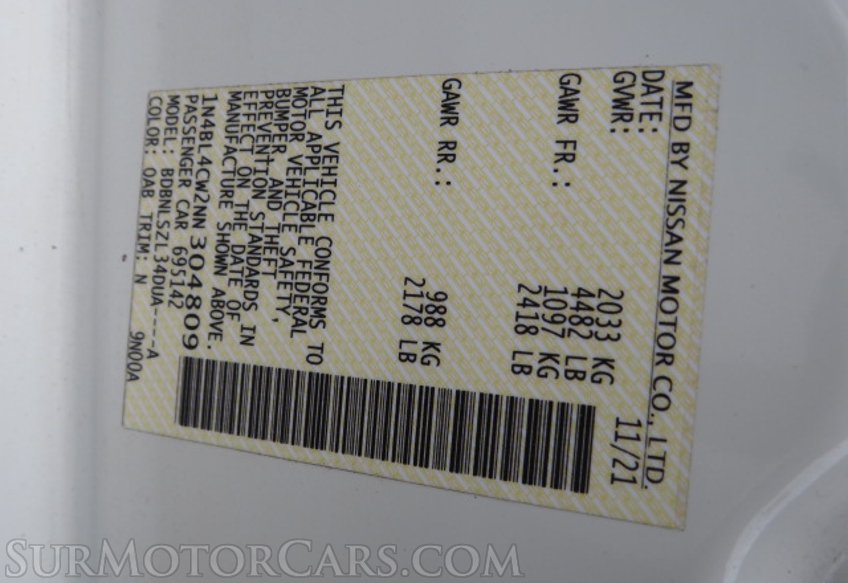 MFD BY NISSAN MOTOR CO., LTD.
DATE: 11/21
GVWR: 2033 KG
4482 LB
GAWR FR.: 1097 KG
2418 LB
GAWR RR.: 988 KG
2178 LB
THIS VEHICLE CONFORMS TO
ALL APPLICABLE FEDERAL
MOTOR VEHICLE SAFETY,
BUMPER, AND THEFT
PREVENTION STANDARDS IN
EFFECT ON THE DATE OF
MANUFACTURE SHOWN ABOVE.
1N4BL4CW2NN304809
PASSENGER CAR 695142
MODEL: BDBNLSZL34DUA----A
COLOR: QAB TRIM: N 9N00A
SURMOTORCARS.COM